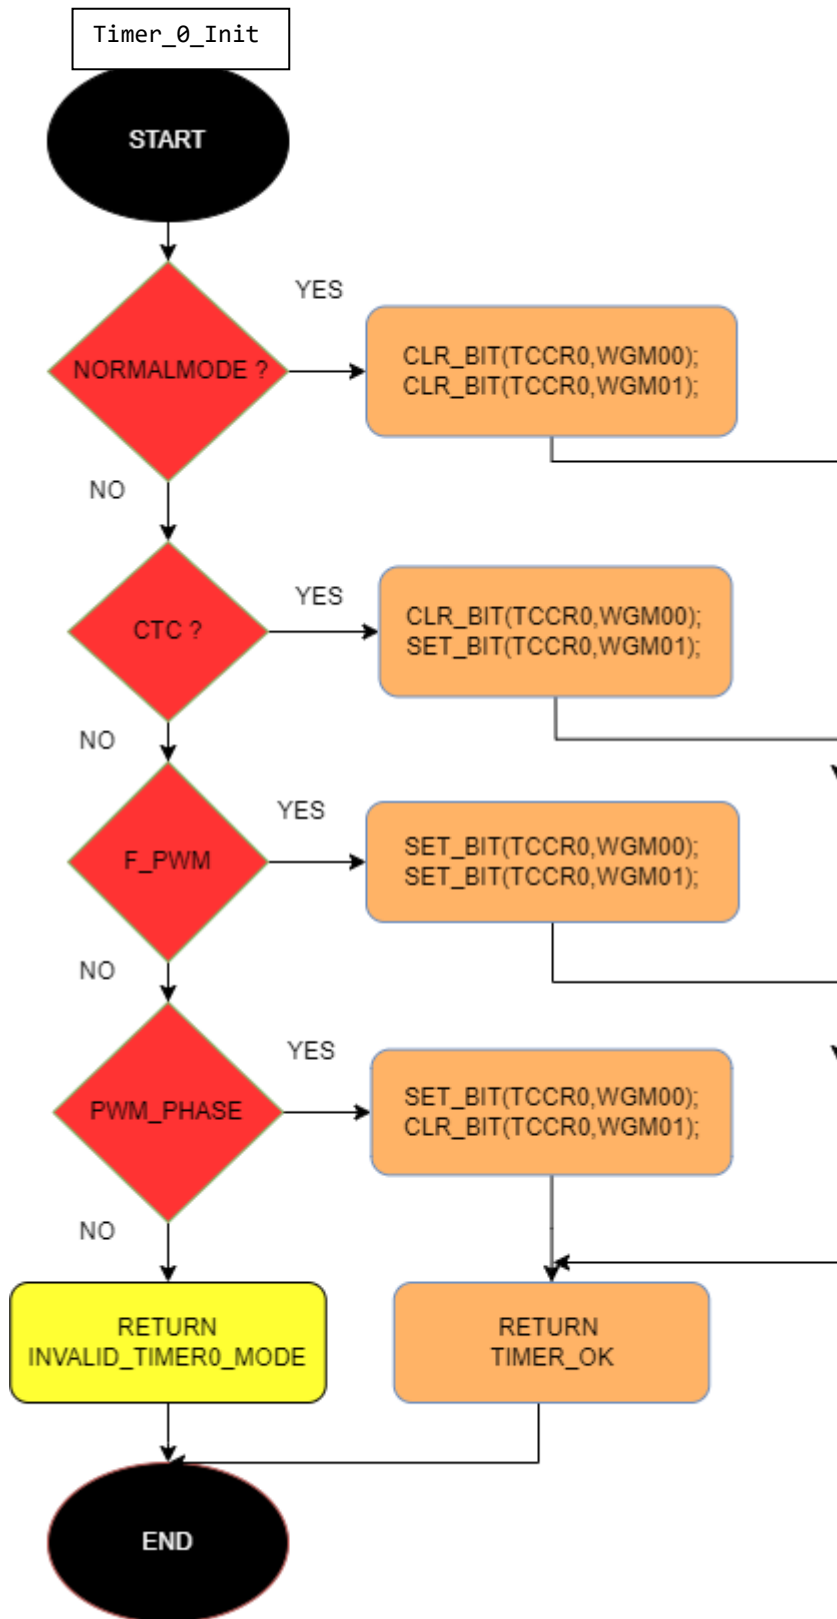 Timer_0_Init
START
YES
NORMALMODE ?
CLR_BIT(TCCR0,WGM00);
CLR_BIT(TCCR0,WGM01);
NO
YES
CTC ?
CLR_BIT(TCCR0,WGM00);
SET_BIT(TCCR0,WGM01);
NO
YES
F_PWM
SET_BIT(TCCR0,WGM00);
SET_BIT(TCCR0,WGM01);
NO
YES
PWM_PHASE
SET_BIT(TCCR0,WGM00);
CLR_BIT(TCCR0,WGM01);
NO
RETURN
INVALID_TIMER0_MODE
RETURN
TIMER_OK
END